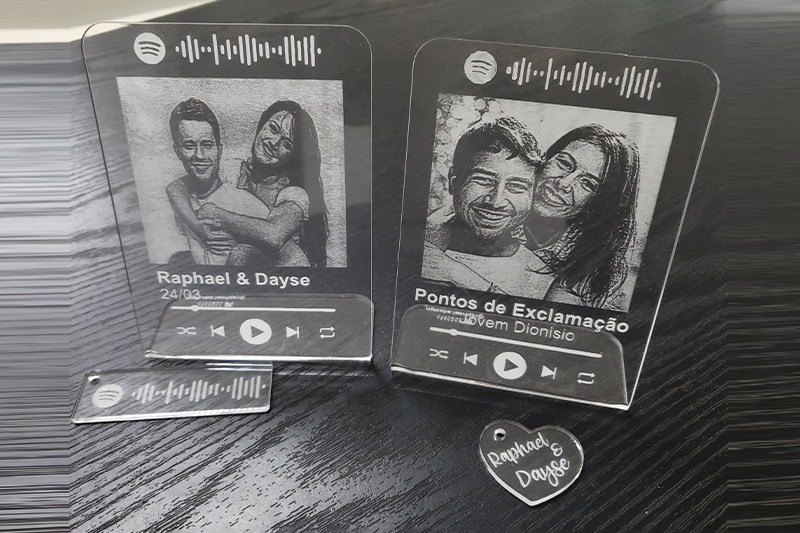 Raphael & Dayse
24/03
Pontos de Exclamação
Jovem Dionísio
Raphael &
Dayse